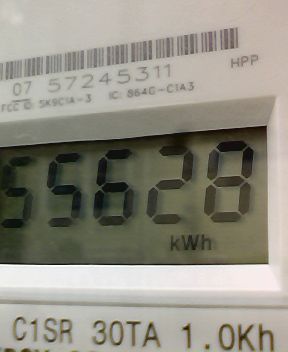 HPP
07 57245311
FCC ID: SK9C1A-3 IC: 864G-C1A3
55628
kWh
C1SR 30TA 1.0Kh